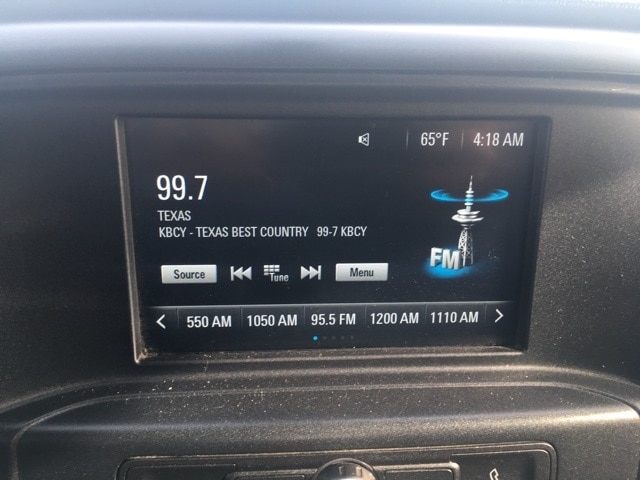 65°F 4:18 AM
99.7
TEXAS
KBCY - TEXAS BEST COUNTRY 99-7 KBCY
FM
Source Tune Menu
550 AM 1050 AM 95.5 FM 1200 AM 1110 AM